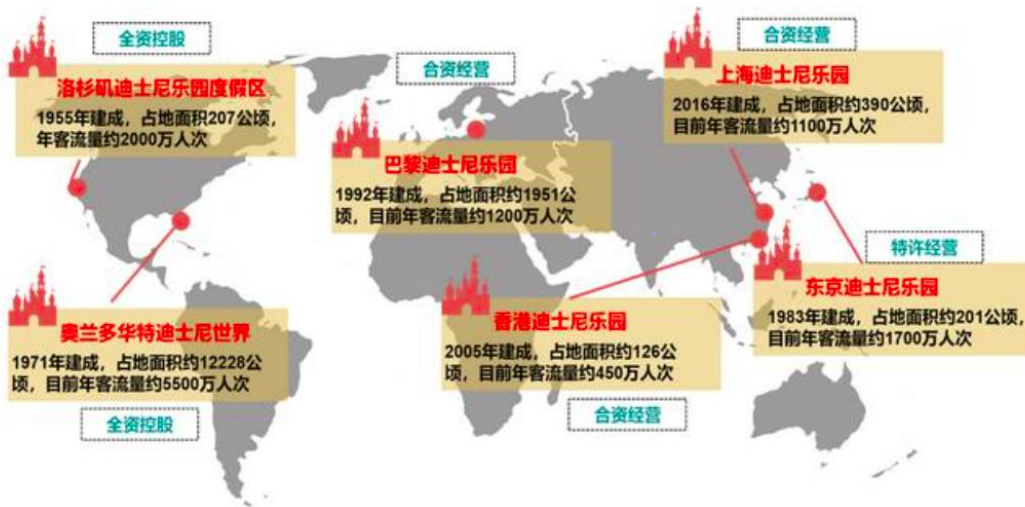 全资控股
洛杉矶迪士尼乐园度假区
1955年建成，占地面积207公顷，
年客流量约2000万人次
合资经营
巴黎迪士尼乐园
1992年建成，占地面积约1951公
顷，目前年客流量约1200万人次
合资经营
上海迪士尼乐园
2016年建成，占地面积约390公顷，
目前年客流量约1100万人次
特许经营
东京迪士尼乐园
1983年建成，占地面积约201公顷，
目前年客流量约1700万人次
奥兰多华特迪士尼世界
1971年建成，占地面积约12228公
顷，目前年客流量约5500万人次
全资控股
香港迪士尼乐园
2005年建成，占地面积约126公
顷，目前年客流量约450万人次
合资经营